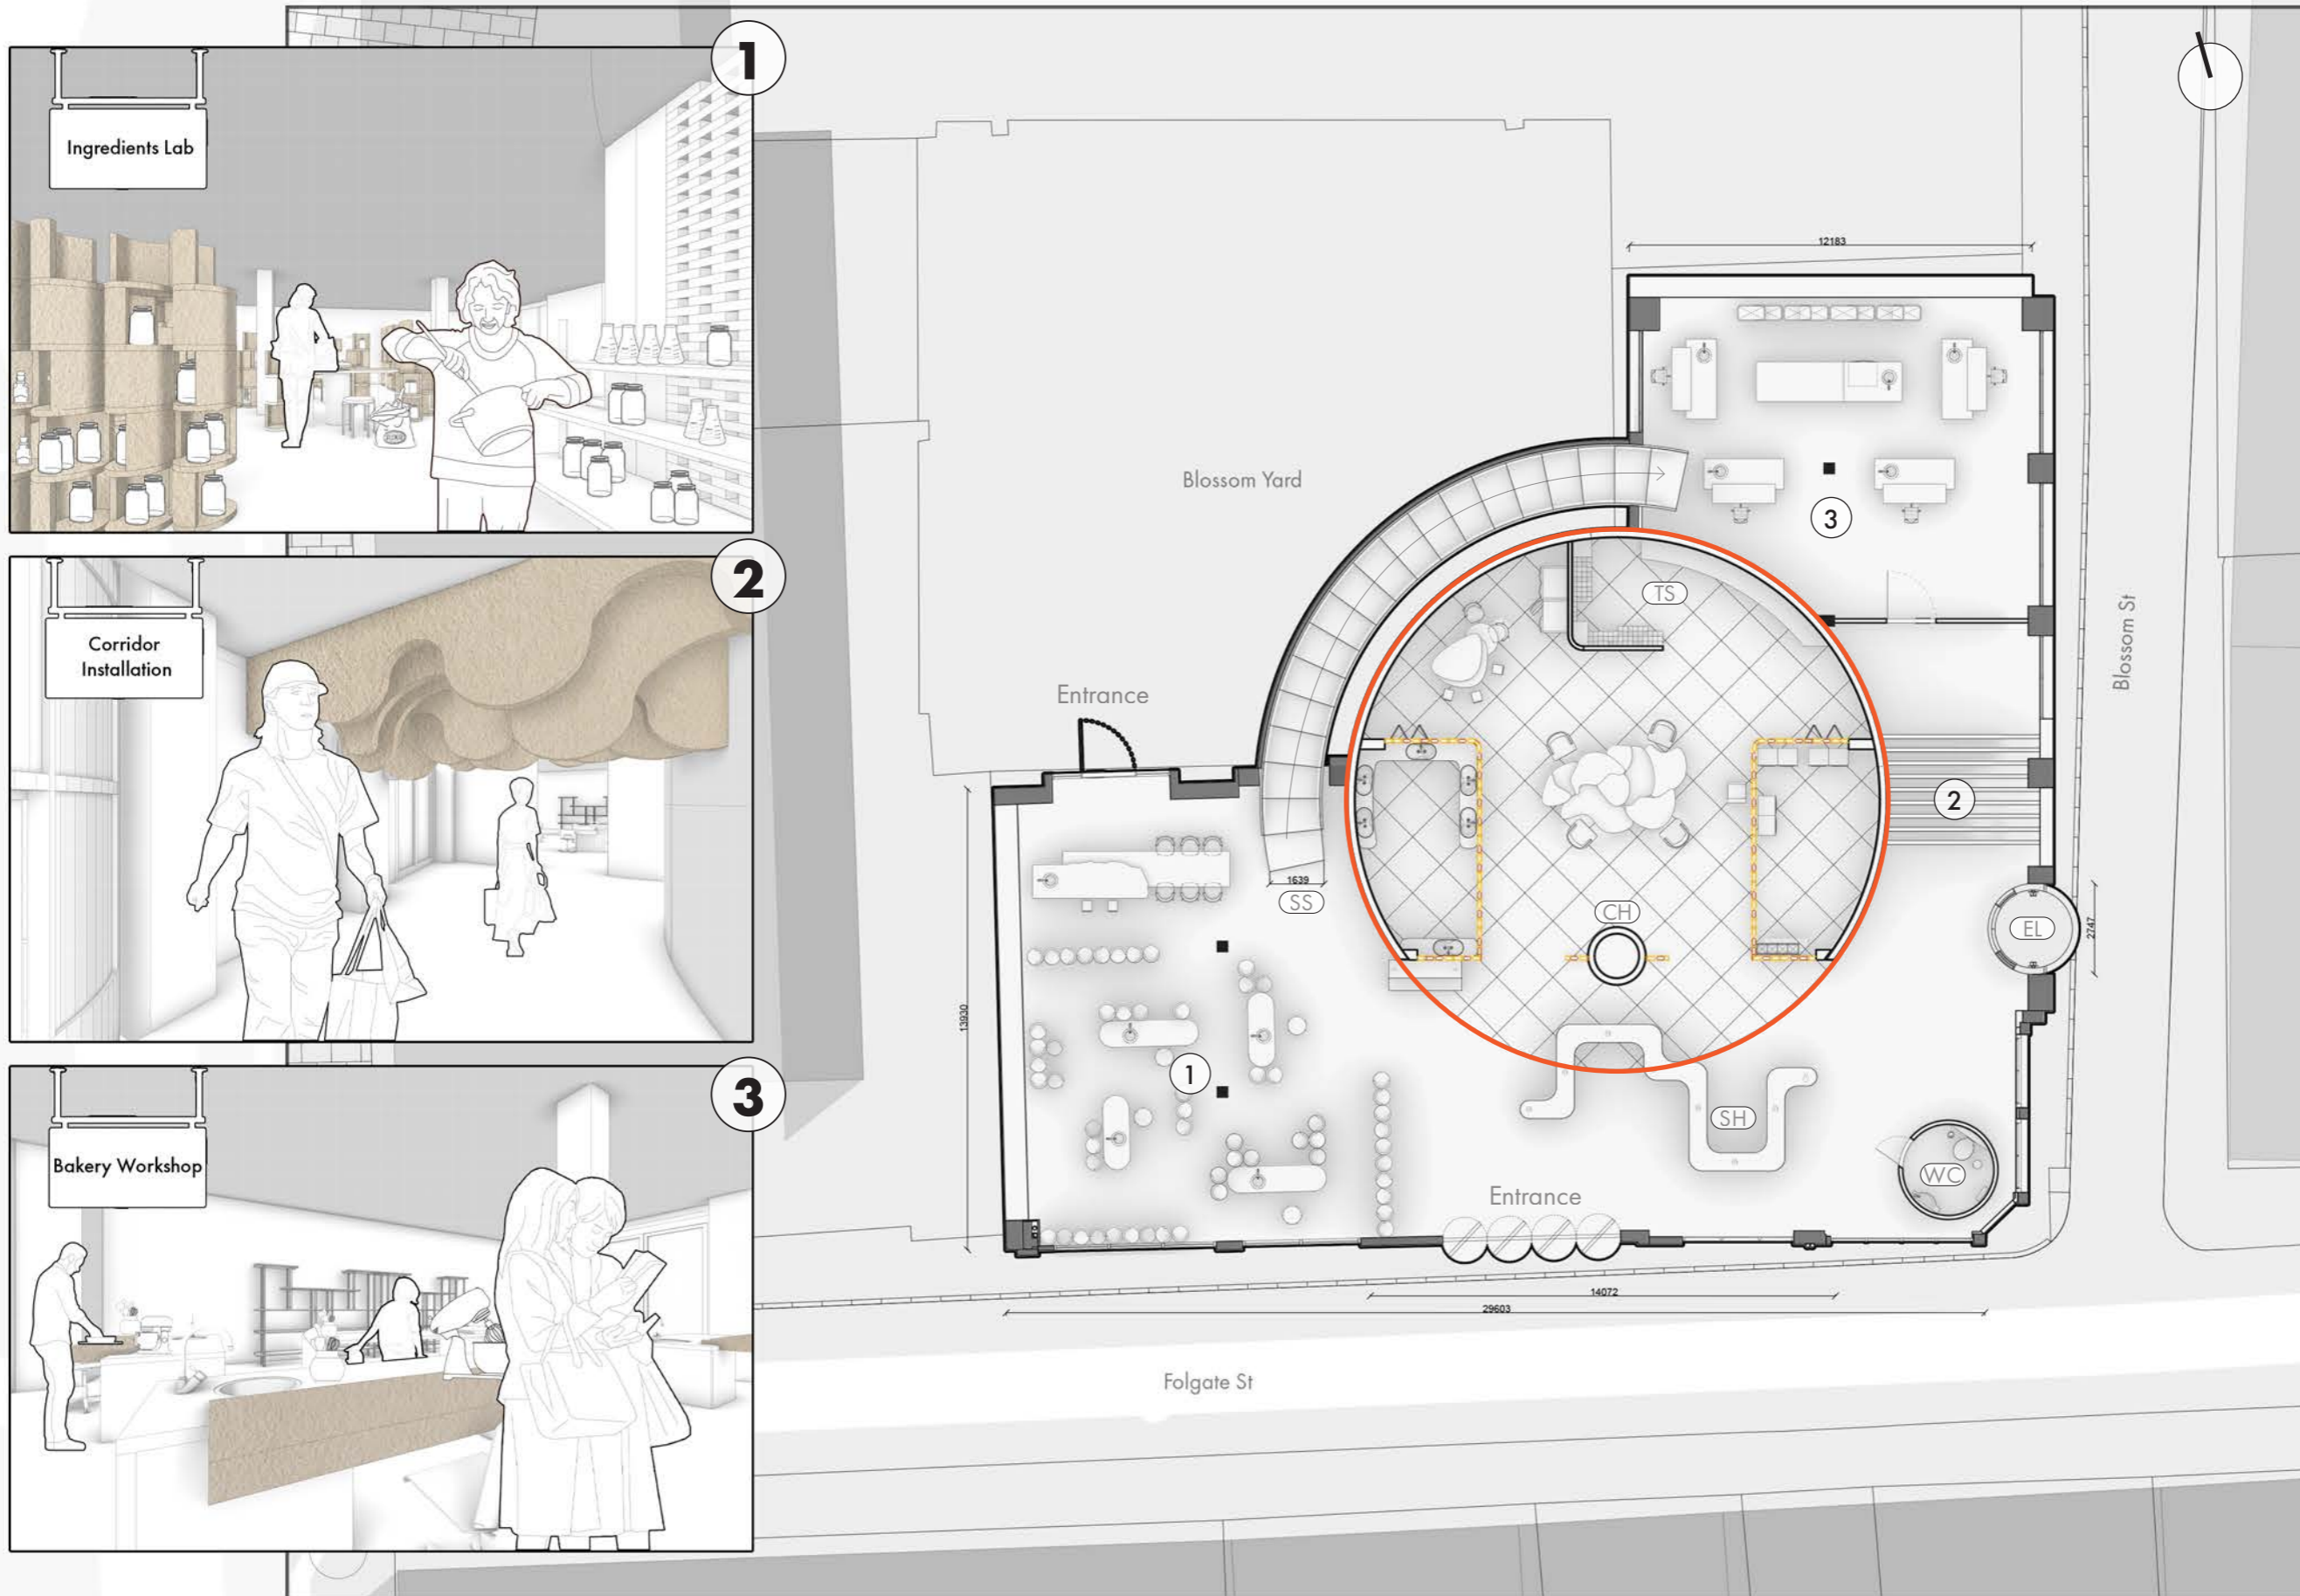 1
Ingredients Lab
2
Corridor
Installation
3
Bakery Workshop
12183
Blossom Yard
3
TS
Blossom St
Entrance
2
1639
SS
CH
EL
2747
13930
1
SH
WC
Entrance
14072
29603
Folgate St